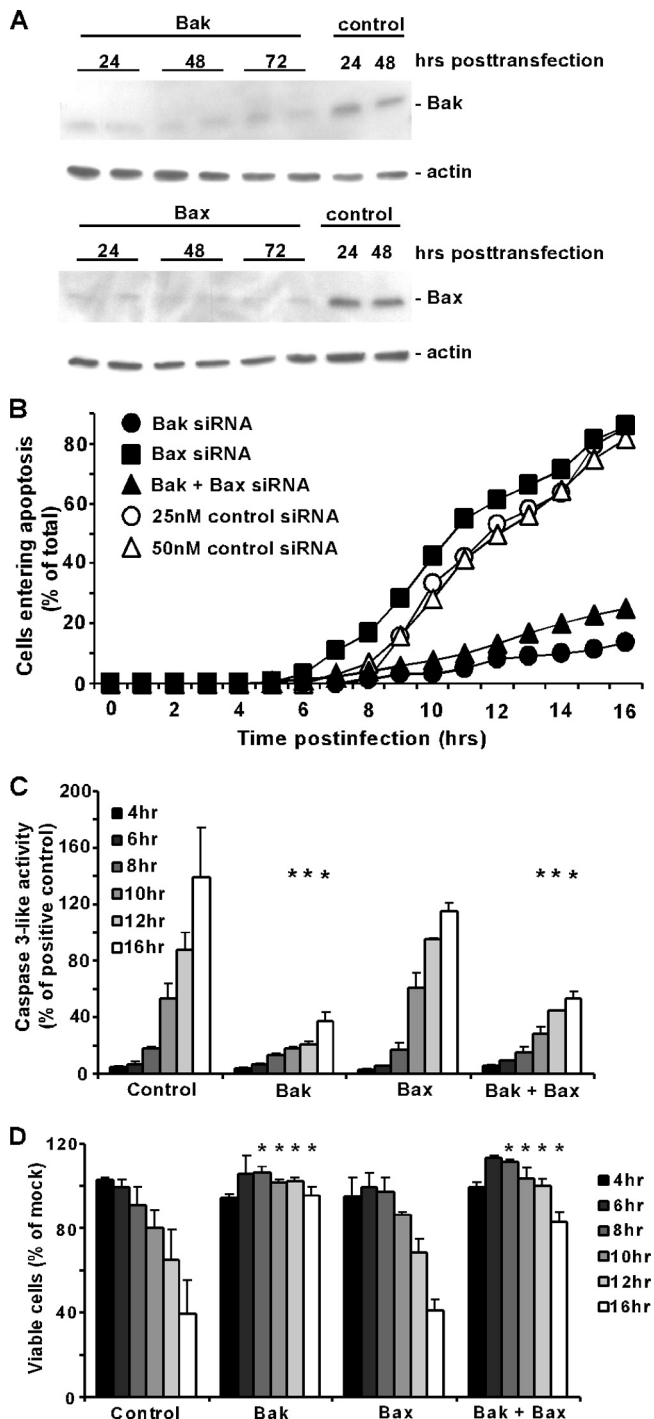 A
Bak control
24 48 72 24 48 hrs posttransfection
- Bak
- actin
Bax control
24 48 72 24 48 hrs posttransfection
- Bax
- actin
B
Cells entering apoptosis
(% of total)
80
60
40
20
0
Bak siRNA
Bax siRNA
Bak + Bax siRNA
25nM control siRNA
50nM control siRNA
0 2 4 6 8 10 12 14 16
Time postinfection (hrs)
C
Caspase 3-like activity
(% of positive control)
200
160
120
80
40
0
4hr
6hr
8hr
10hr
12hr
16hr
* * * * * *
Control Bak Bax Bak + Bax
D
Viable cells (% of mock)
120
80
40
0
* * * * * * * *
4hr
6hr
8hr
10hr
12hr
16hr
Control Bak Bax Bak + Bax